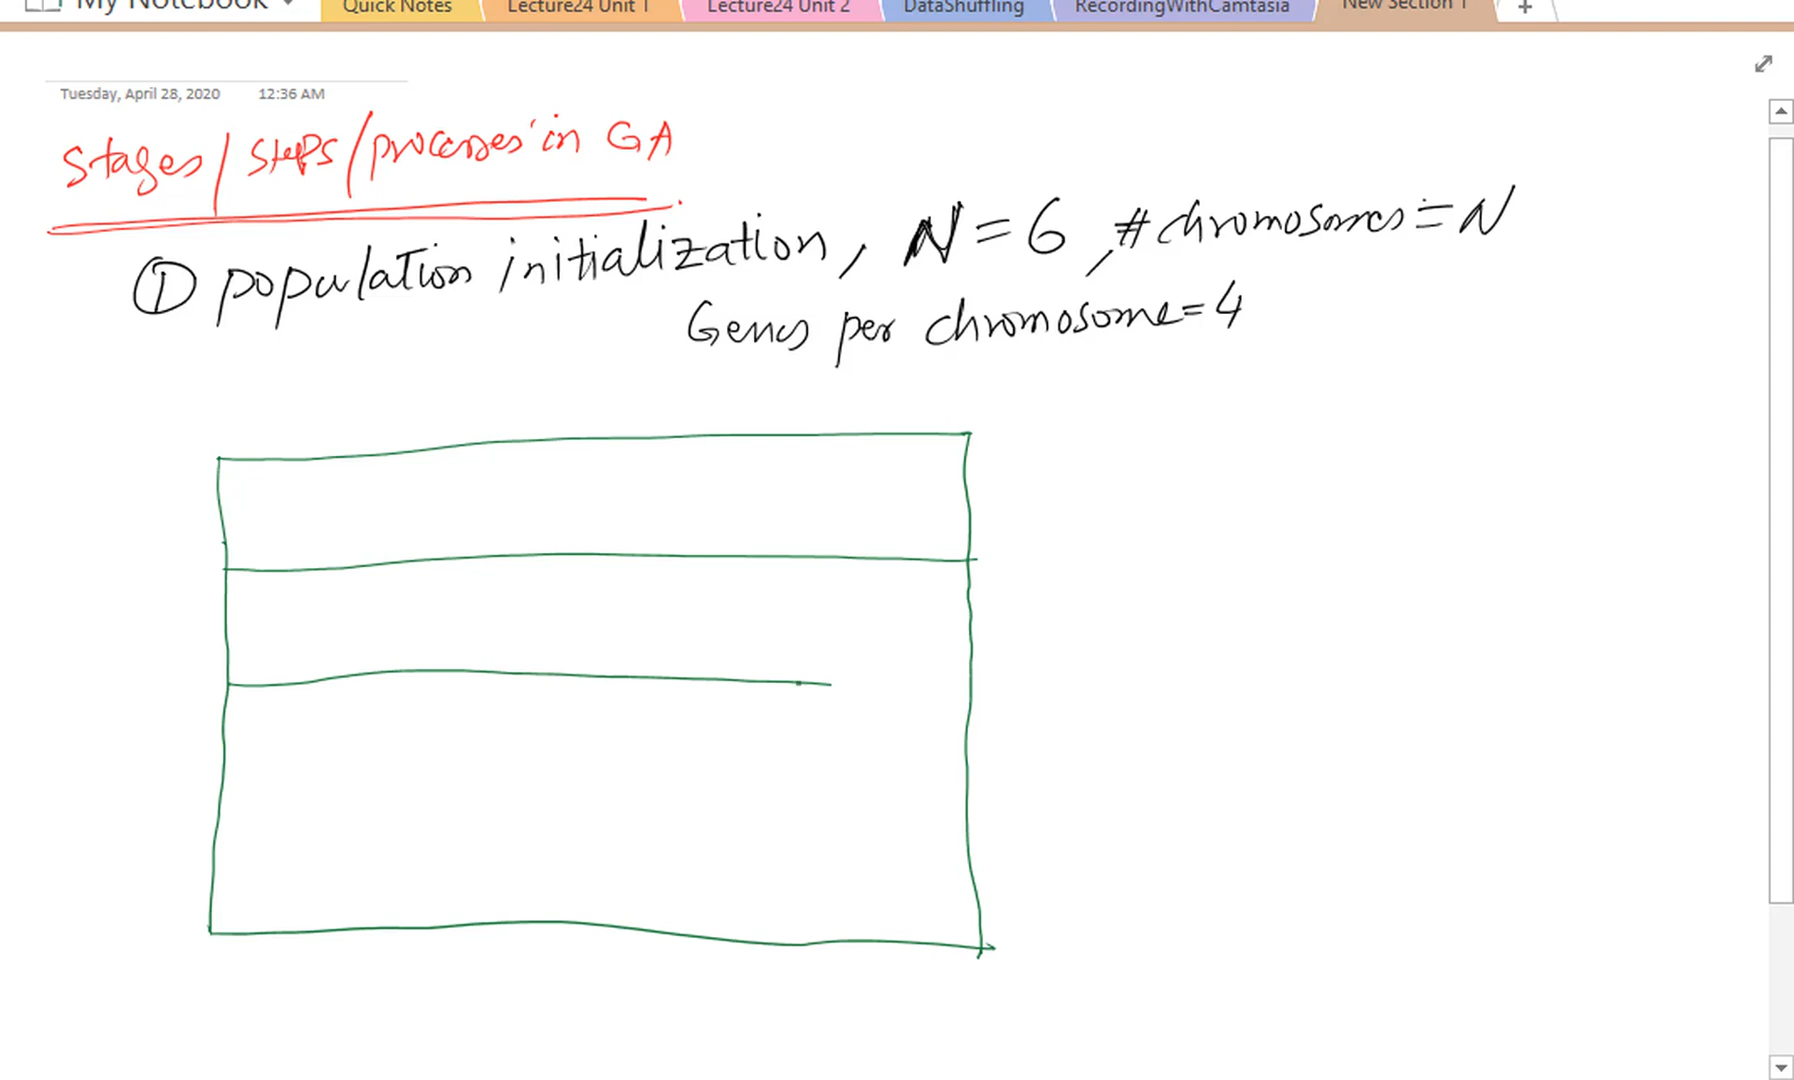 My Notebook
Quick Notes Lecture24 Unit 1 Lecture24 Unit 2 DataShuffling RecordingWithCamtasia New Section 1 +
Tuesday, April 28, 2020 12:36 AM
Stages/steps/processes in GA
① population initialization, N=6, #chromosomes=N
Genes per chromosome=4